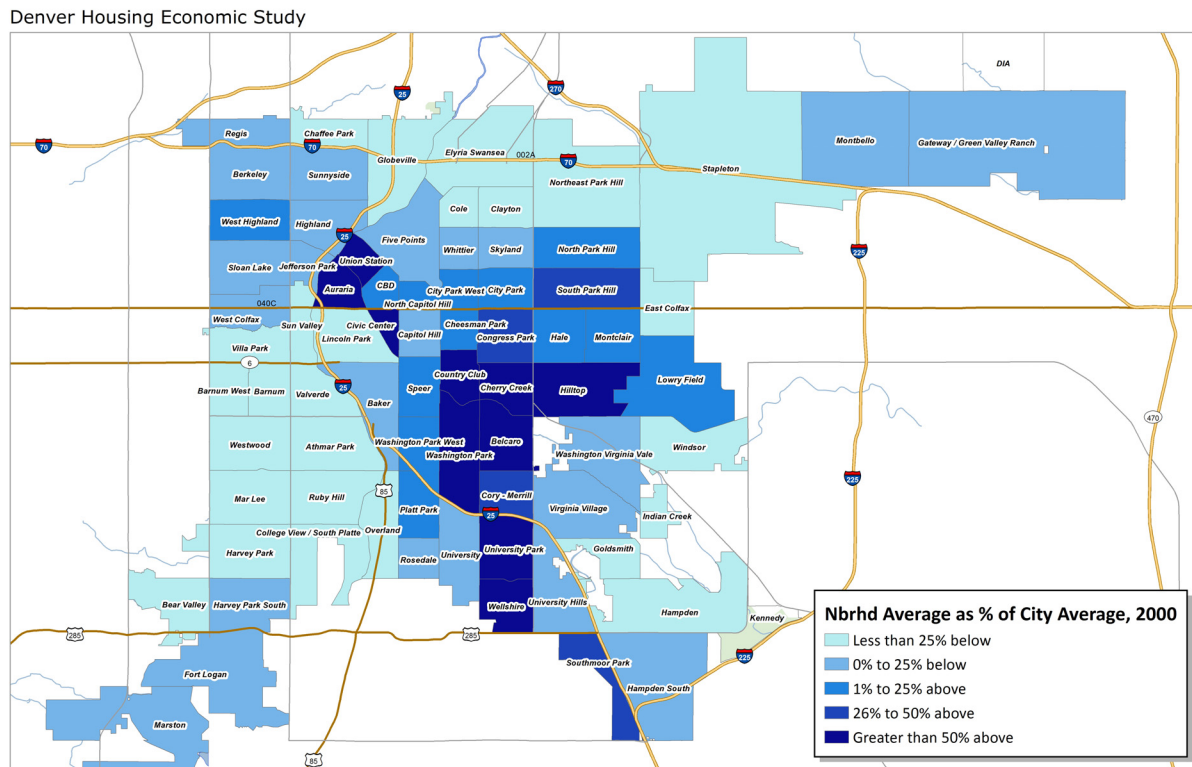 Denver Housing Economic Study
DIA
25
270
Regis
Chaffee Park
70
70
Elyria Swansea
002A
Montbello
Gateway / Green Valley Ranch
Globeville
70
Stapleton
Berkeley
Sunnyside
Northeast Park Hill
Cole
Clayton
West Highland
Highland
25
Five Points
Whittier
Skyland
North Park Hill
225
Union Station
Sloan Lake
Jefferson Park
Auraria
CBD
City Park West
City Park
South Park Hill
040C
North Capitol Hill
East Colfax
West Colfax
Sun Valley
Civic Center
Cheesman Park
Lincoln Park
Capitol Hill
Congress Park
Hale
Montclair
Villa Park
6
Country Club
Lowry Field
Barnum West
Barnum
Valverde
25
Speer
Cherry Creek
Hilltop
Baker
470
Westwood
Athmar Park
Washington Park West
Belcaro
Windsor
Washington Park
Washington Virginia Vale
225
Mar Lee
Ruby Hill
85
Cory - Merrill
Platt Park
25
Virginia Village
Indian Creek
College View / South Platte
Overland
Harvey Park
Rosedale
University
University Park
Goldsmith
Bear Valley
Harvey Park South
Wellshire
University Hills
Hampden
Kennedy
285
285
225
Southmoor Park
Fort Logan
Hampden South
Marston
85
Nbrhd Average as % of City Average, 2000
Less than 25% below
0% to 25% below
1% to 25% above
26% to 50% above
Greater than 50% above